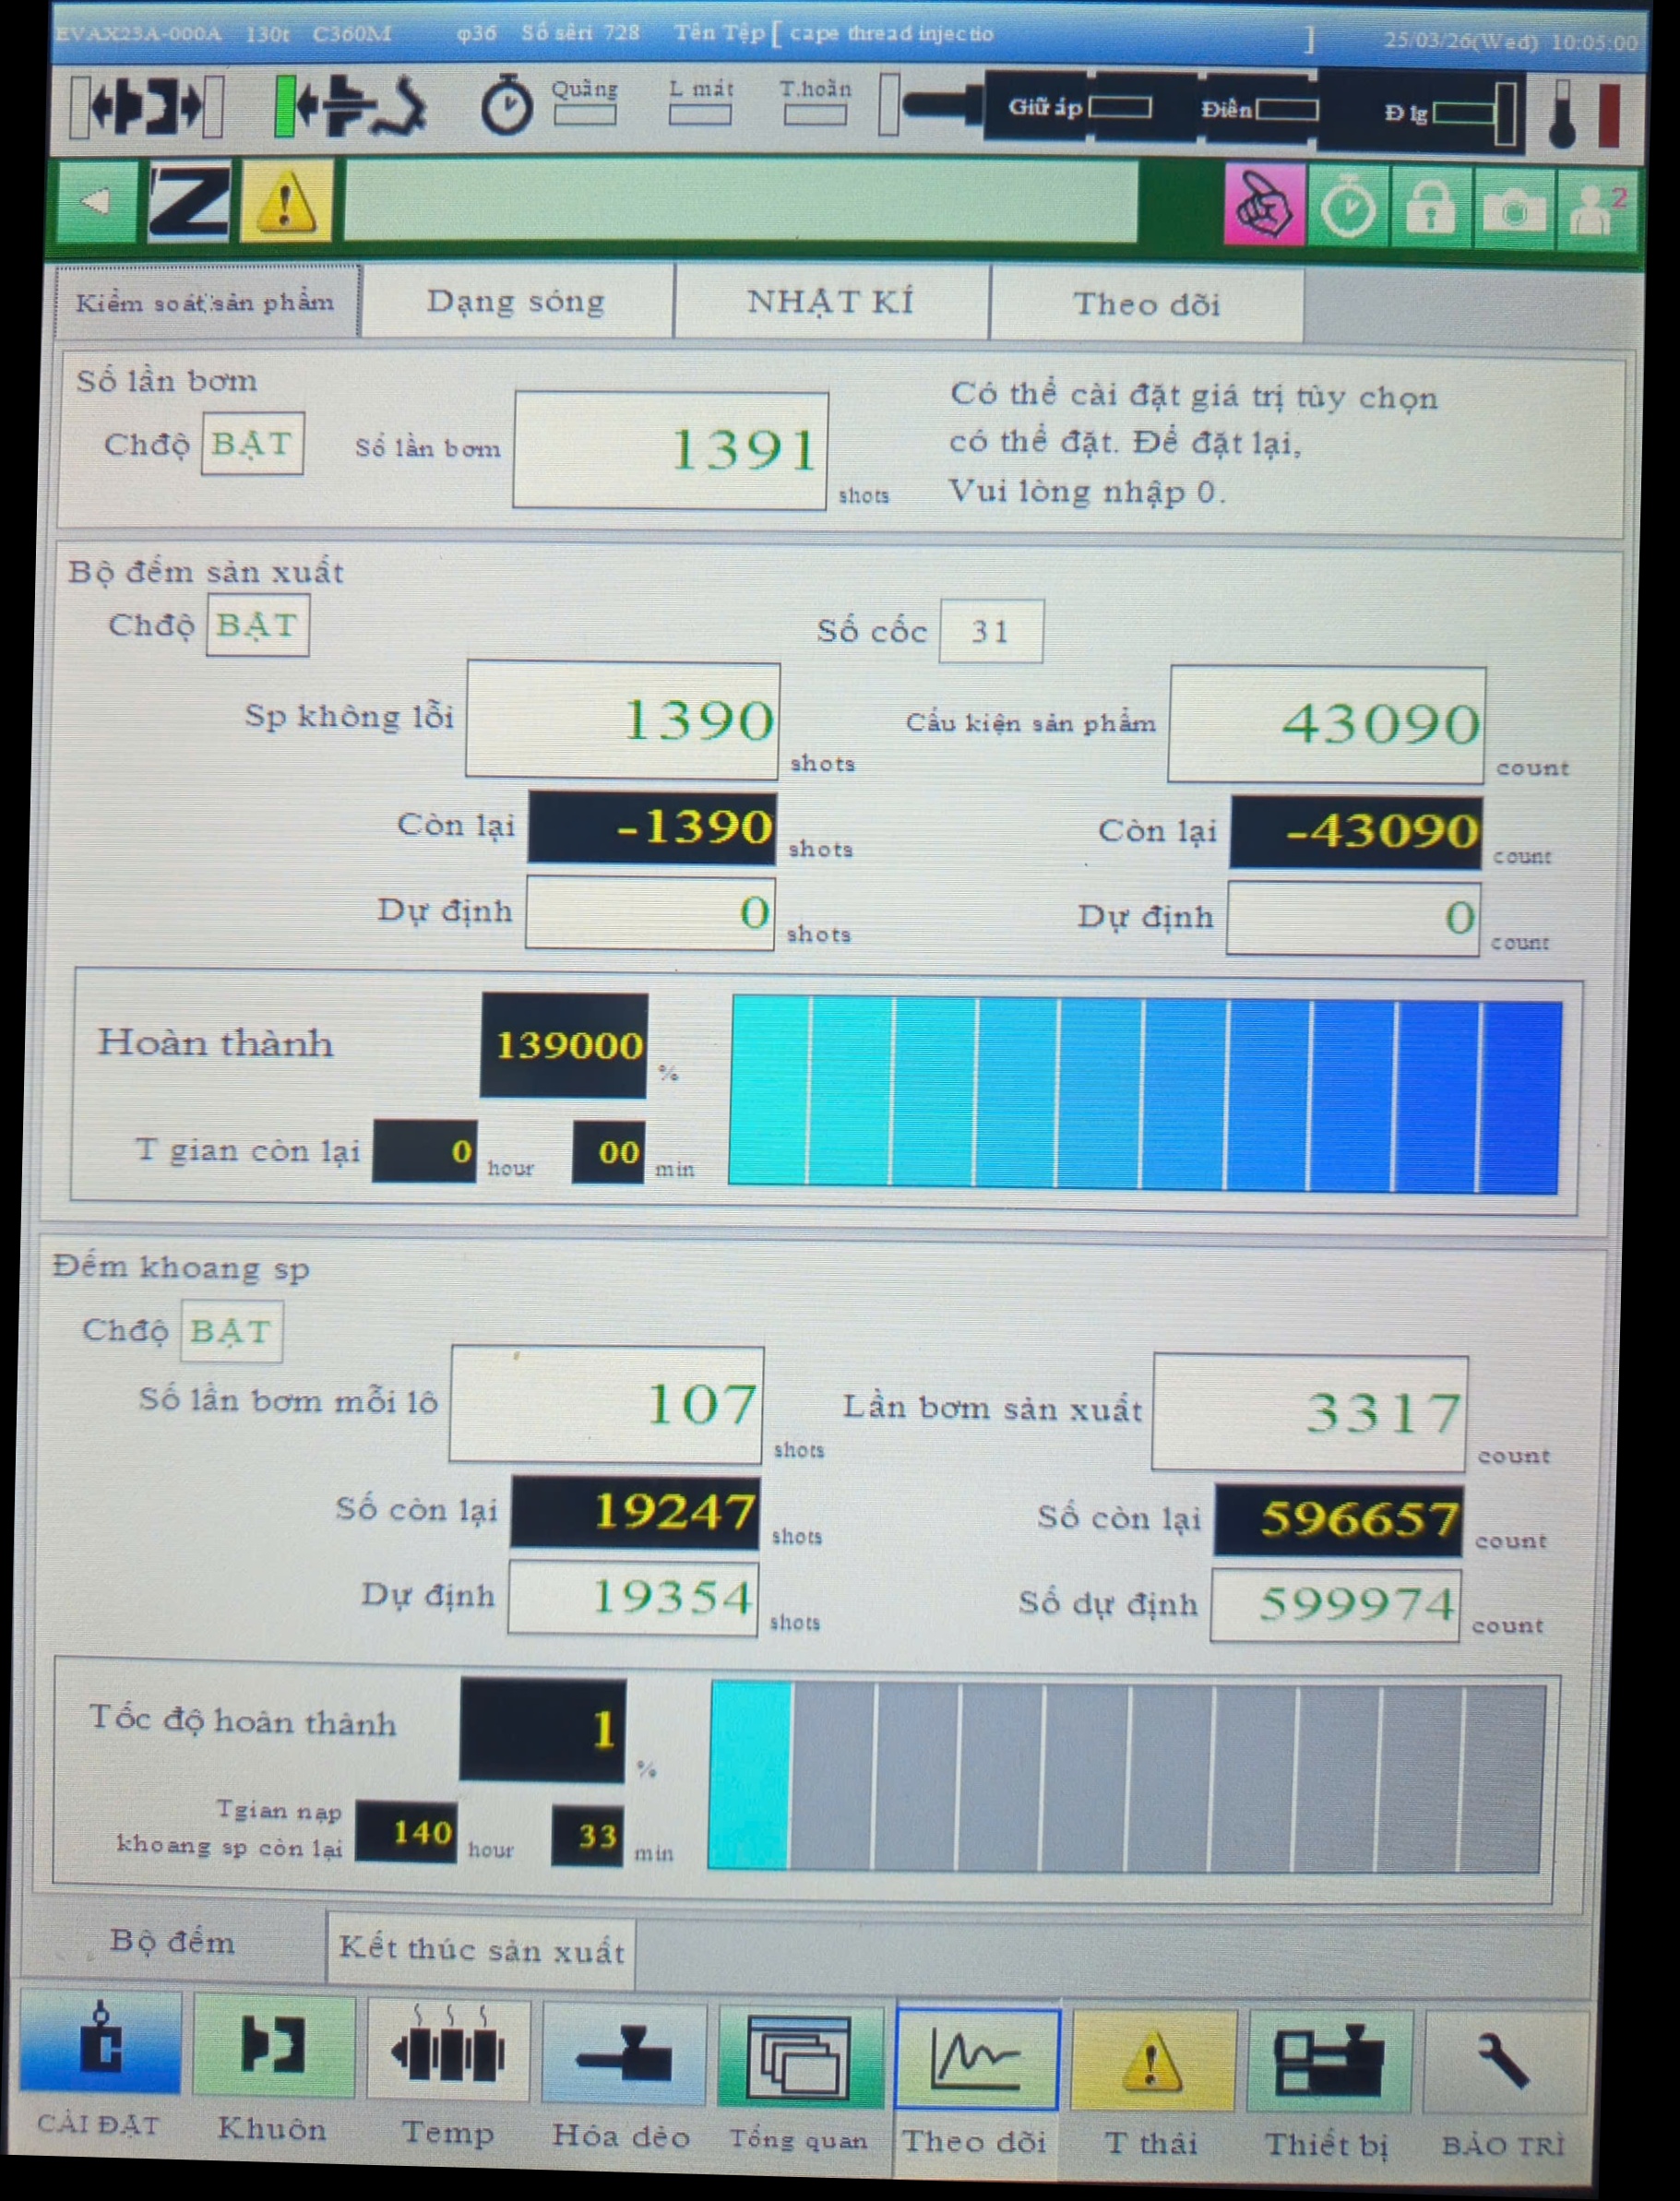 EVAX23A-000A 130t C360M φ36 Số sêri 728 Tên Tệp [ cape thread injectio ] 25/03/26(Wed) 10:05:00
Quãng L mát T.hoãn Giữ áp Điền
2
Kiểm soát sản phẩm Dạng sóng NHẬT KÍ Theo dõi
Số lần bơm
Chđộ BẬT Số lần bơm 1391 shots
Có thể cài đặt giá trị tùy chọn
có thể đặt. Để đặt lại,
Vui lòng nhập 0.
Bộ đếm sản xuất
Chđộ BẬT Số cốc 31
Sp không lỗi 1390 shots Cấu kiện sản phẩm 43090 count
Còn lại -1390 shots Còn lại -43090 count
Dự định 0 shots Dự định 0 count
Hoàn thành 139000 %
T gian còn lại 0 hour 00 min
Đếm khoang sp
Chđộ BẬT
Số lần bơm mỗi lô 107 shots Lần bơm sản xuất 3317 count
Số còn lại 19247 shots Số còn lại 596657 count
Dự định 19354 shots Số dự định 599974 count
Tốc độ hoàn thành 1 %
Tgian nạp
khoang sp còn lại 140 hour 33 min
Bộ đếm Kết thúc sản xuất
CÀI ĐẶT Khuôn Temp Hóa dẻo Tổng quan Theo dõi T thái Thiết bị BẢO TRÌ